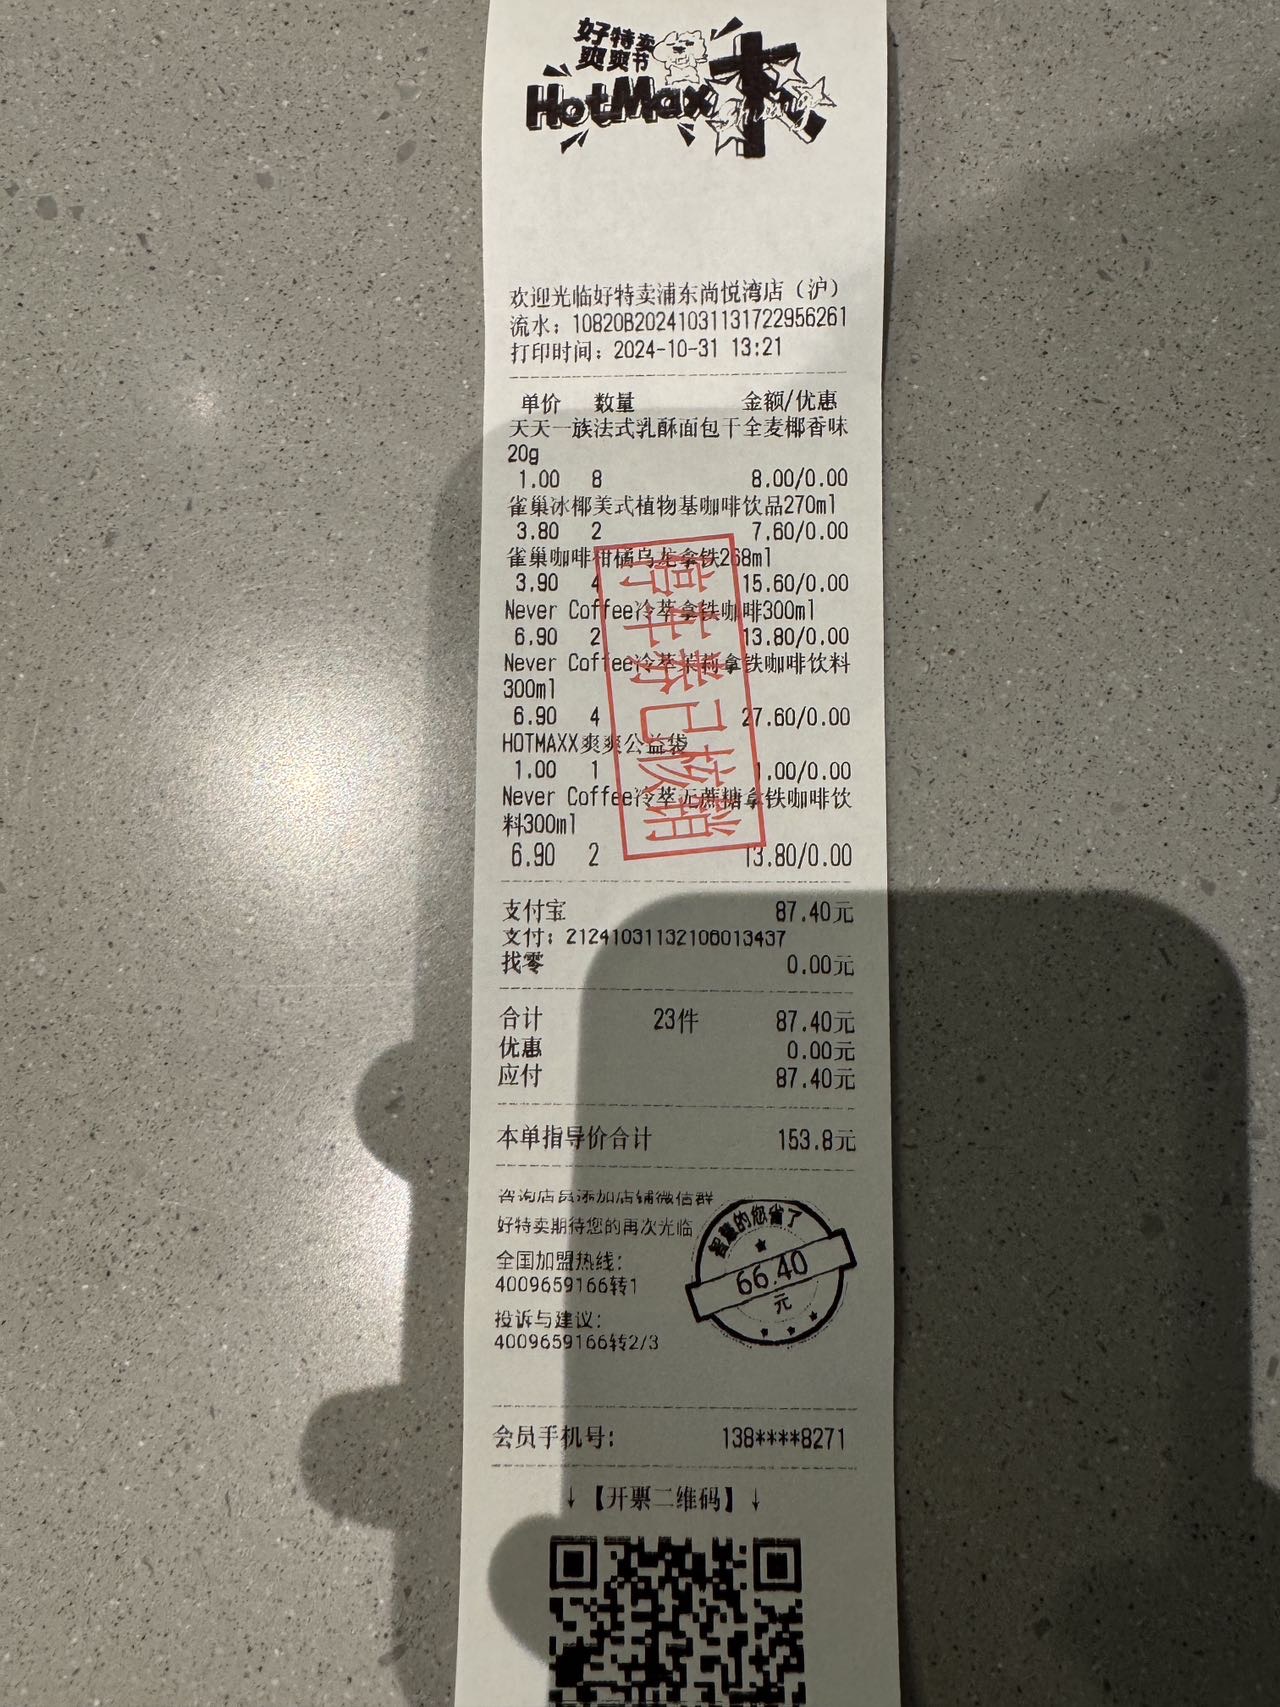 好特卖
爽爽节
HotMaxx
Shuang
欢迎光临好特卖浦东尚悦湾店（沪）
流水：10820B20241031131722956261
打印时间：2024-10-31 13:21
单价 数量 金额/优惠
天天一族法式乳酥面包干全麦椰香味
20g
1.00 8 8.00/0.00
雀巢冰椰美式植物基咖啡饮品270ml
3.80 2 7.60/0.00
雀巢咖啡柑橘乌龙拿铁268ml
3.90 4 15.60/0.00
Never Coffee冷萃拿铁咖啡300ml
6.90 2 13.80/0.00
Never Coffee冷萃茉莉拿铁咖啡饮料
300ml
6.90 4 27.60/0.00
HOTMAXX爽爽公益袋
1.00 1 1.00/0.00
Never Coffee冷萃无蔗糖拿铁咖啡饮
料300ml
6.90 2 13.80/0.00
停车券已核销
支付宝 87.40元
支付：21241031132106013437
找零 0.00元
合计 23件 87.40元
优惠 0.00元
应付 87.40元
本单指导价合计 153.8元
咨询店员添加店铺微信群
好特卖期待您的再次光临
全国加盟热线：
4009659166转1
投诉与建议：
4009659166转2/3
智慧的您省了
66.40
元
会员手机号： 138****8271
↓【开票二维码】↓